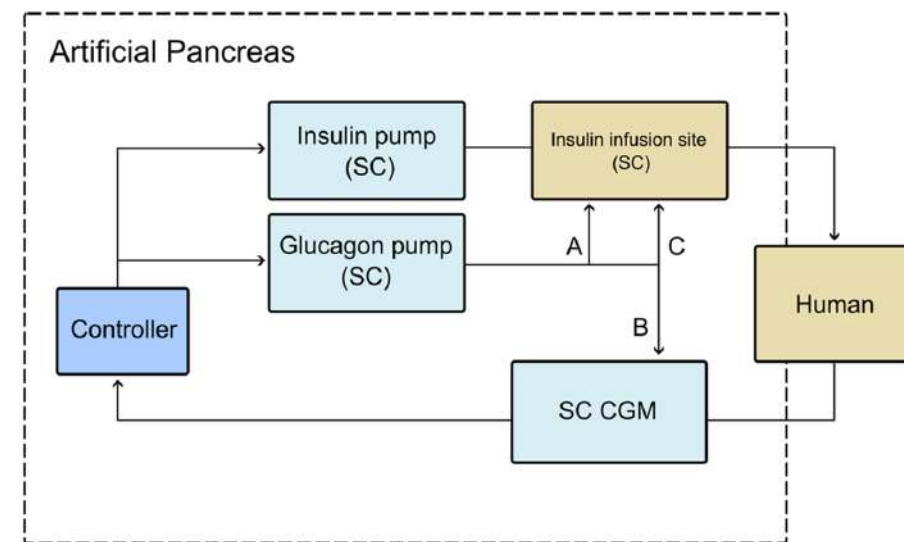 Artificial Pancreas
Insulin pump
(SC)
Insulin infusion site
(SC)
Glucagon pump
(SC)
A
C
Controller
Human
B
SC CGM